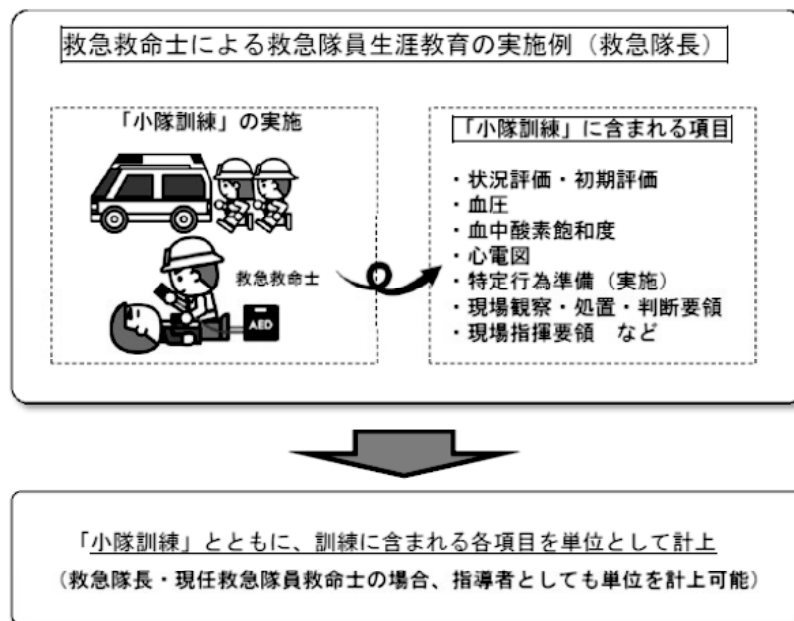 救急救命士による救急隊員生涯教育の実施例（救急隊長）
「小隊訓練」の実施
救急救命士
AED
「小隊訓練」に含まれる項目
・状況評価・初期評価
・血圧
・血中酸素飽和度
・心電図
・特定行為準備（実施）
・現場観察・処置・判断要領
・現場指揮要領　など
「小隊訓練」とともに、訓練に含まれる各項目を単位として計上
（救急隊長・現任救急隊員救命士の場合、指導者としても単位を計上可能）